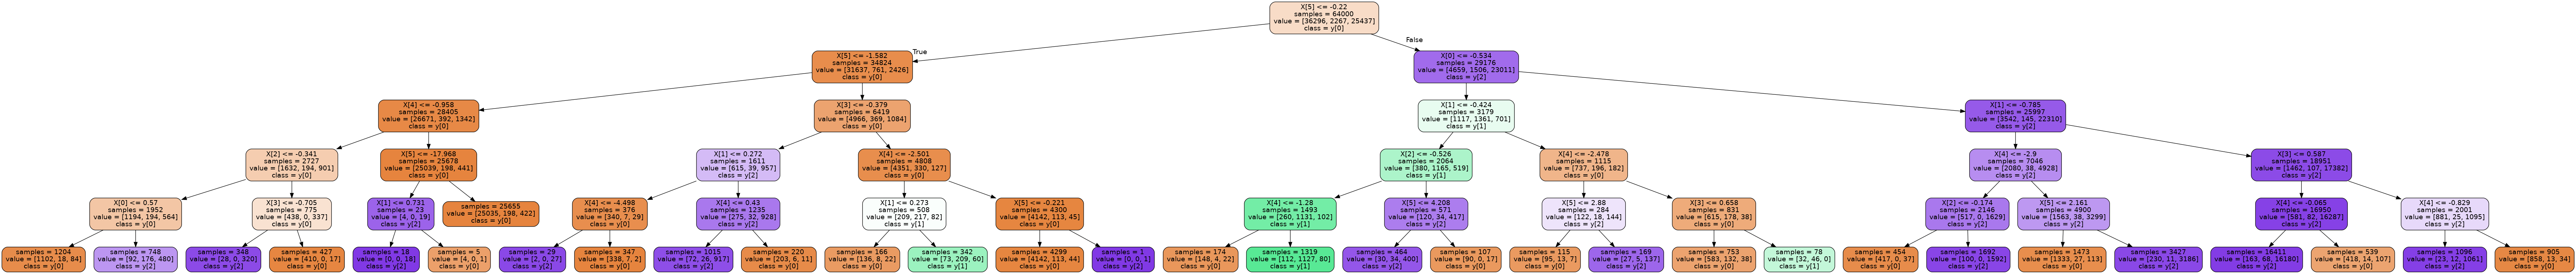 X[5] <= -0.22
samples = 64000
value = [36296, 2267, 25437]
class = y[0]
True
False
X[5] <= -1.582
samples = 34824
value = [31637, 761, 2426]
class = y[0]
X[0] <= -0.534
samples = 29176
value = [4659, 1506, 23011]
class = y[2]
X[4] <= -0.958
samples = 28405
value = [26671, 392, 1342]
class = y[0]
X[3] <= -0.379
samples = 6419
value = [4966, 369, 1084]
class = y[0]
X[1] <= -0.424
samples = 3179
value = [1117, 1361, 701]
class = y[1]
X[1] <= -0.785
samples = 25997
value = [3542, 145, 22310]
class = y[2]
X[2] <= -0.341
samples = 2727
value = [1632, 194, 901]
class = y[0]
X[5] <= -17.968
samples = 25678
value = [25039, 198, 441]
class = y[0]
X[1] <= 0.272
samples = 1611
value = [615, 39, 957]
class = y[2]
X[4] <= -2.501
samples = 4808
value = [4351, 330, 127]
class = y[0]
X[2] <= -0.526
samples = 2064
value = [380, 1165, 519]
class = y[1]
X[4] <= -2.478
samples = 1115
value = [737, 196, 182]
class = y[0]
X[4] <= -2.9
samples = 7046
value = [2080, 38, 4928]
class = y[2]
X[3] <= 0.587
samples = 18951
value = [1462, 107, 17382]
class = y[2]
X[0] <= 0.57
samples = 1952
value = [1194, 194, 564]
class = y[0]
X[3] <= -0.705
samples = 775
value = [438, 0, 337]
class = y[0]
X[1] <= 0.731
samples = 23
value = [4, 0, 19]
class = y[2]
samples = 25655
value = [25035, 198, 422]
class = y[0]
X[4] <= -4.498
samples = 376
value = [340, 7, 29]
class = y[0]
X[4] <= 0.43
samples = 1235
value = [275, 32, 928]
class = y[2]
X[1] <= 0.273
samples = 508
value = [209, 217, 82]
class = y[1]
X[5] <= -0.221
samples = 4300
value = [4142, 113, 45]
class = y[0]
X[4] <= -1.28
samples = 1493
value = [260, 1131, 102]
class = y[1]
X[5] <= 4.208
samples = 571
value = [120, 34, 417]
class = y[2]
X[5] <= 2.88
samples = 284
value = [122, 18, 144]
class = y[2]
X[3] <= 0.658
samples = 831
value = [615, 178, 38]
class = y[0]
X[2] <= -0.174
samples = 2146
value = [517, 0, 1629]
class = y[2]
X[5] <= 2.161
samples = 4900
value = [1563, 38, 3299]
class = y[2]
X[4] <= -0.065
samples = 16950
value = [581, 82, 16287]
class = y[2]
X[4] <= -0.829
samples = 2001
value = [881, 25, 1095]
class = y[2]
samples = 1204
value = [1102, 18, 84]
class = y[0]
samples = 748
value = [92, 176, 480]
class = y[2]
samples = 348
value = [28, 0, 320]
class = y[2]
samples = 427
value = [410, 0, 17]
class = y[0]
samples = 18
value = [0, 0, 18]
class = y[2]
samples = 5
value = [4, 0, 1]
class = y[0]
samples = 29
value = [2, 0, 27]
class = y[2]
samples = 347
value = [338, 7, 2]
class = y[0]
samples = 1015
value = [72, 26, 917]
class = y[2]
samples = 220
value = [203, 6, 11]
class = y[0]
samples = 166
value = [136, 8, 22]
class = y[0]
samples = 342
value = [73, 209, 60]
class = y[1]
samples = 4299
value = [4142, 113, 44]
class = y[0]
samples = 1
value = [0, 0, 1]
class = y[2]
samples = 174
value = [148, 4, 22]
class = y[0]
samples = 1319
value = [112, 1127, 80]
class = y[1]
samples = 464
value = [30, 34, 400]
class = y[2]
samples = 107
value = [90, 0, 17]
class = y[0]
samples = 115
value = [95, 13, 7]
class = y[0]
samples = 169
value = [27, 5, 137]
class = y[2]
samples = 753
value = [583, 132, 38]
class = y[0]
samples = 78
value = [32, 46, 0]
class = y[1]
samples = 454
value = [417, 0, 37]
class = y[0]
samples = 1692
value = [100, 0, 1592]
class = y[2]
samples = 1473
value = [1333, 27, 113]
class = y[0]
samples = 3427
value = [230, 11, 3186]
class = y[2]
samples = 16411
value = [163, 68, 16180]
class = y[2]
samples = 539
value = [418, 14, 107]
class = y[0]
samples = 1096
value = [23, 12, 1061]
class = y[2]
samples = 905
value = [858, 13, 34]
class = y[0]